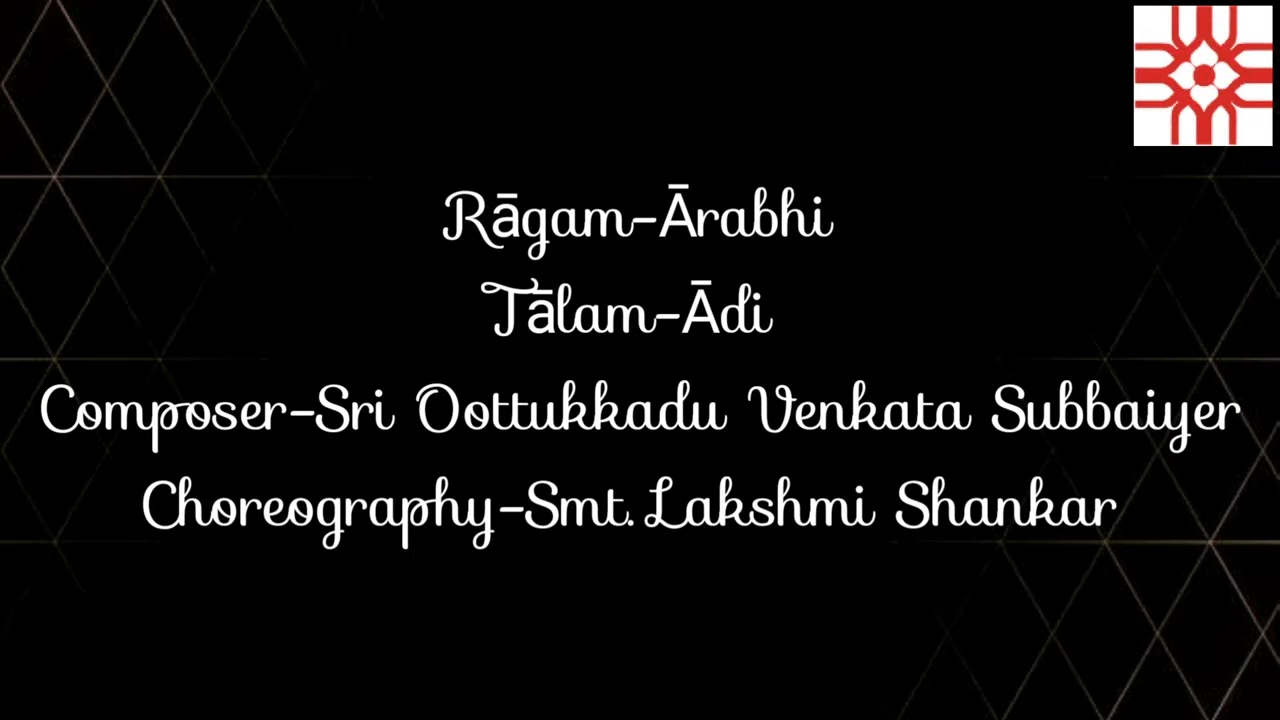 Rāgam-Ārabhi
Tālam-Ādi
Composer-Sri Oottukkadu Venkata Subbaiyer
Choreography-Smt. Lakshmi Shankar